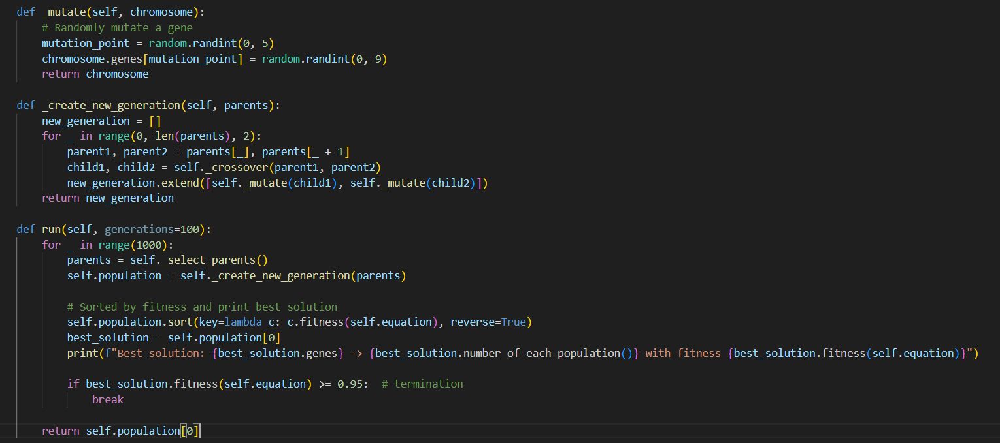 def _mutate(self, chromosome):
    # Randomly mutate a gene
    mutation_point = random.randint(0, 5)
    chromosome.genes[mutation_point] = random.randint(0, 9)
    return chromosome

def _create_new_generation(self, parents):
    new_generation = []
    for _ in range(0, len(parents), 2):
        parent1, parent2 = parents[_], parents[_ + 1]
        child1, child2 = self._crossover(parent1, parent2)
        new_generation.extend([self._mutate(child1), self._mutate(child2)])
    return new_generation

def run(self, generations=100):
    for _ in range(1000):
        parents = self._select_parents()
        self.population = self._create_new_generation(parents)

        # Sorted by fitness and print best solution
        self.population.sort(key=lambda c: c.fitness(self.equation), reverse=True)
        best_solution = self.population[0]
        print(f"Best solution: {best_solution.genes} -> {best_solution.number_of_each_population()} with fitness {best_solution.fitness(self.equation)}")

        if best_solution.fitness(self.equation) >= 0.95:  # termination
            break

    return self.population[0]